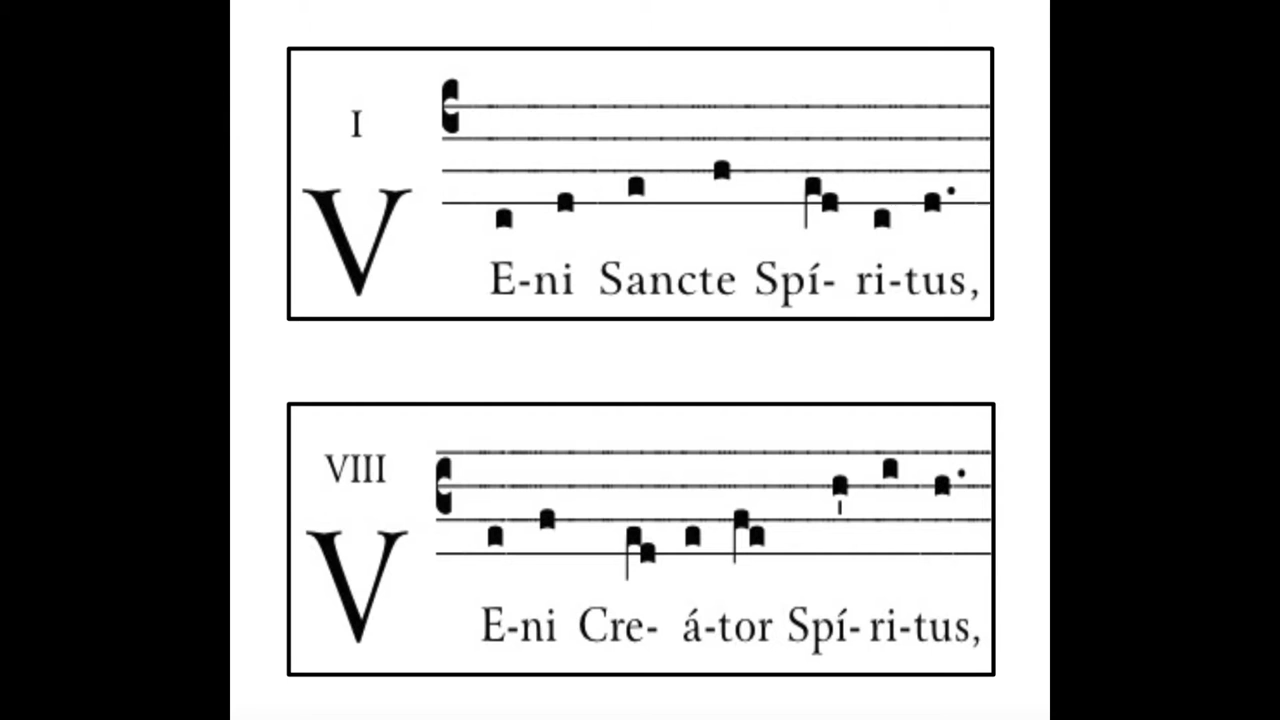 I
V
E-ni Sancte Spí- ri-tus,
VIII
V
E-ni Cre- á-tor Spí-ri-tus,